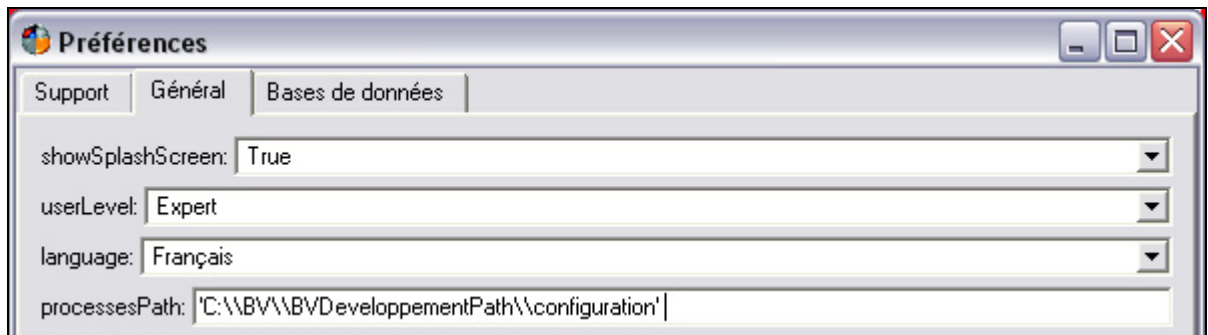 Préférences
Support Général Bases de données
showSplashScreen: True
userLevel: Expert
language: Français
processesPath: 'C:\\BV\\BVDeveloppementPath\\configuration'